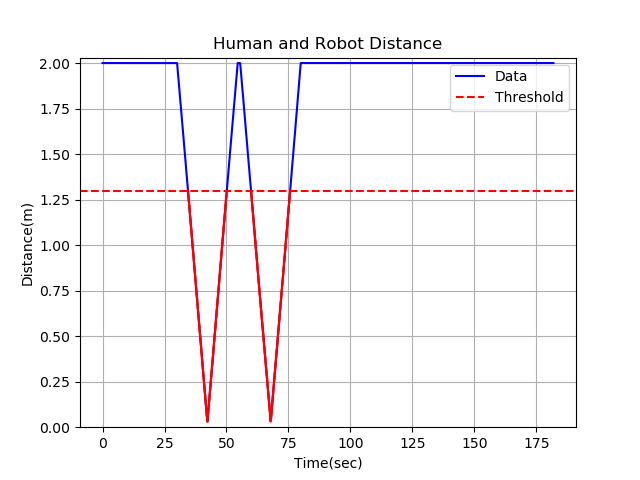 Human and Robot Distance
Data
Threshold
Distance(m)
2.00
1.75
1.50
1.25
1.00
0.75
0.50
0.25
0.00
0 25 50 75 100 125 150 175
Time(sec)